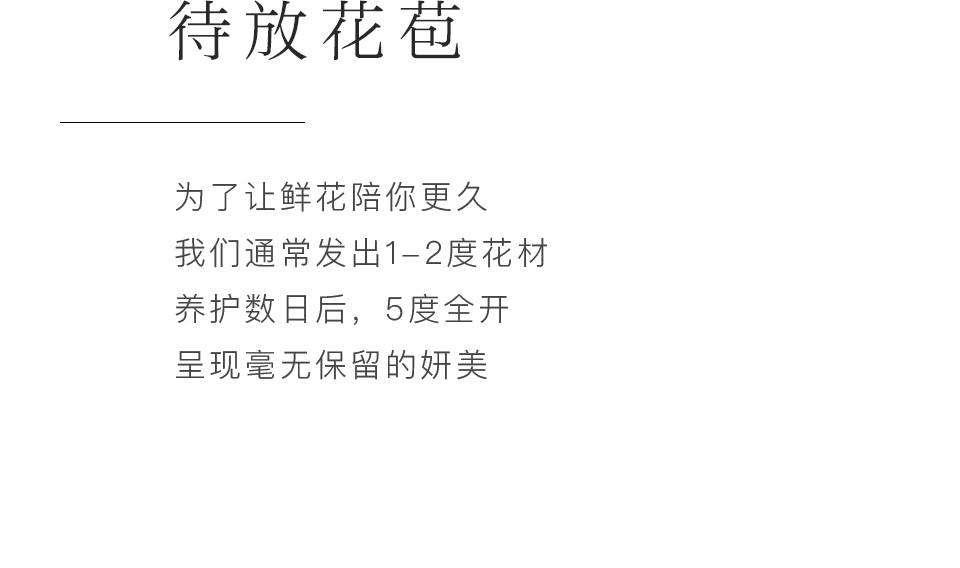 待放花苞
为了让鲜花陪你更久
我们通常发出1-2度花材
养护数日后，5度全开
呈现毫无保留的妍美